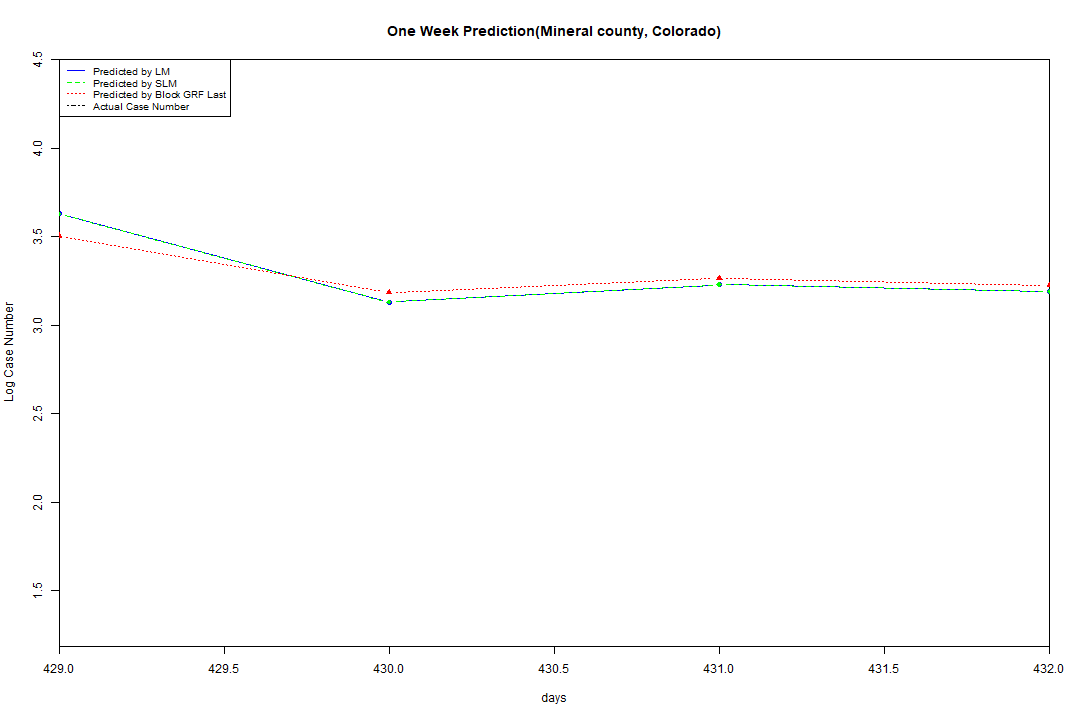 One Week Prediction(Mineral county, Colorado)
4.5
4.0
3.5
3.0
2.5
2.0
1.5
Log Case Number
Predicted by LM
Predicted by SLM
Predicted by Block GRF Last
Actual Case Number
429.0 429.5 430.0 430.5 431.0 431.5 432.0
days